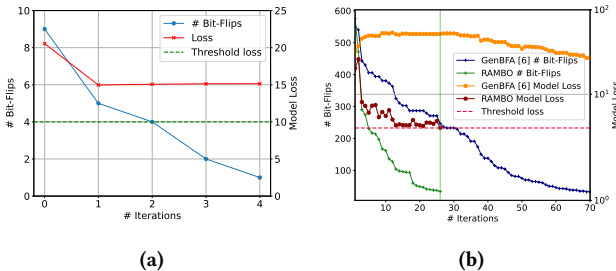 10
8
6
4
2
0
# Bit-Flips
# Bit-Flips
Loss
Threshold loss
25
20
15
10
5
0
Model Loss
0 1 2 3 4
# Iterations
(a)
600
500
400
300
200
100
# Bit-Flips
GenBFA [6] # Bit-Flips
RAMBO # Bit-Flips
GenBFA [6] Model Loss
RAMBO Model Loss
Threshold loss
10²
10¹
10⁰
Model Loss
10 20 30 40 50 60 70
# Iterations
(b)